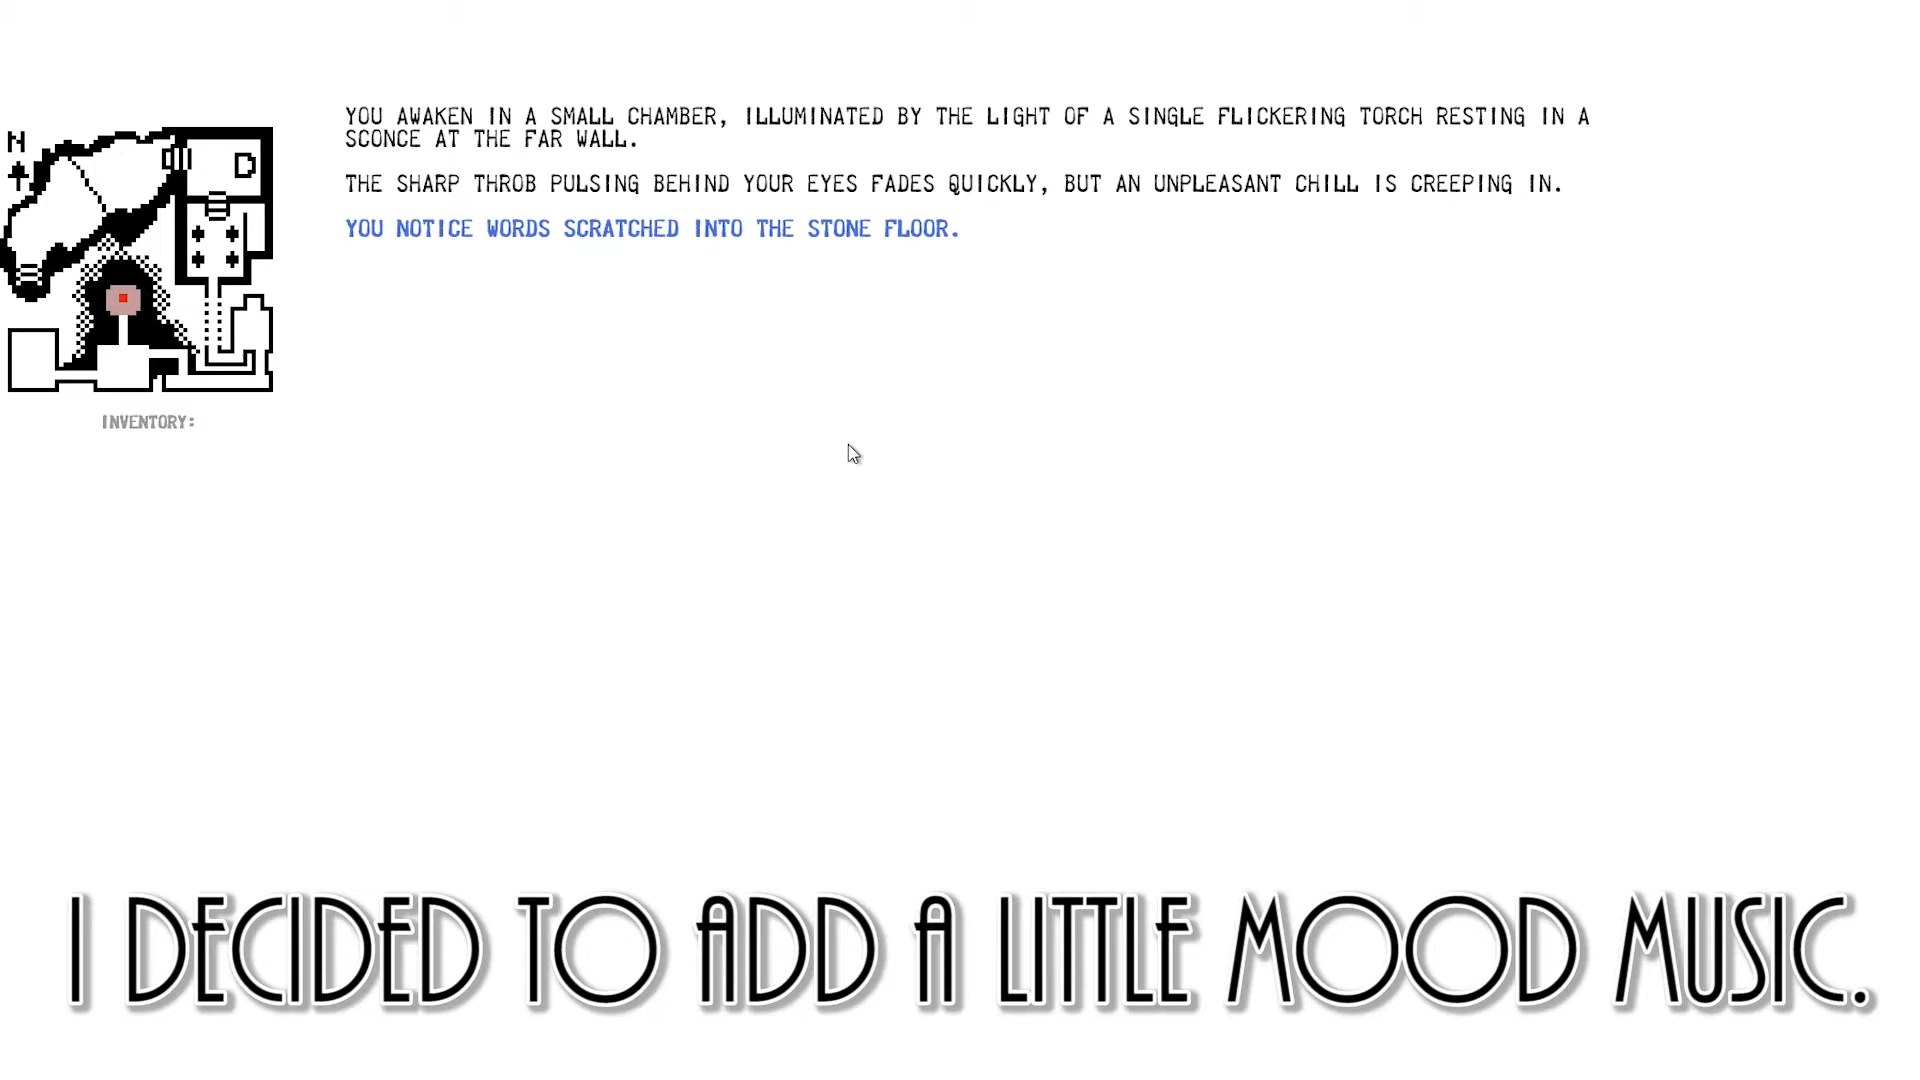 YOU AWAKEN IN A SMALL CHAMBER, ILLUMINATED BY THE LIGHT OF A SINGLE FLICKERING TORCH RESTING IN A
SCONCE AT THE FAR WALL.
THE SHARP THROB PULSING BEHIND YOUR EYES FADES QUICKLY, BUT AN UNPLEASANT CHILL IS CREEPING IN.
YOU NOTICE WORDS SCRATCHED INTO THE STONE FLOOR.
N
INVENTORY:
I DECIDED TO ADD A LITTLE MOOD MUSIC.